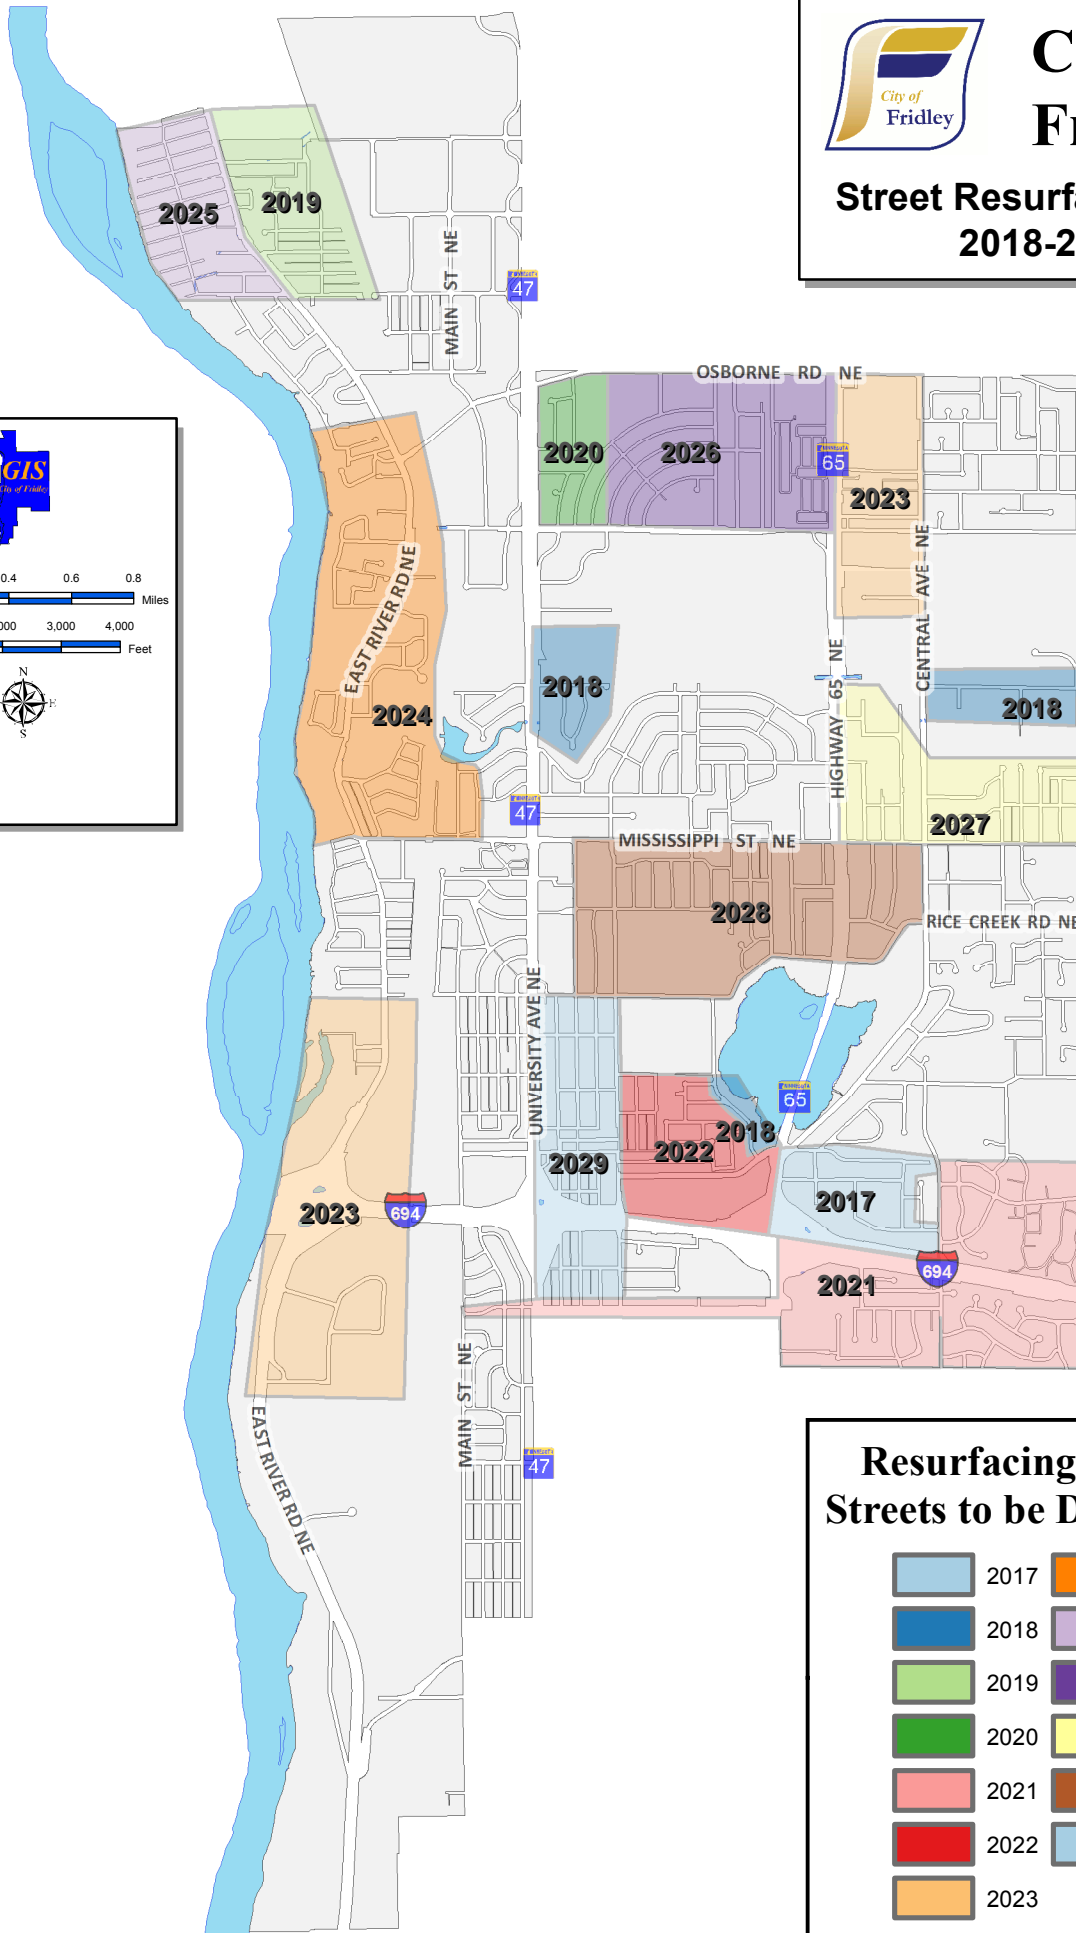 C
City of
Fridley
Street Resurfa
2018-2
2025
2019
MAIN ST NE
47
OSBORNE RD NE
2020
2026
65
2023
GIS
City of Fridley
0.4
0.6
0.8
Miles
3,000
4,000
Feet
N
E
S
EAST RIVER RD NE
CENTRAL AVE NE
2018
HIGHWAY 65 NE
2018
2024
47
MISSISSIPPI ST NE
2027
2028
RICE CREEK RD NE
UNIVERSITY AVE NE
65
2018
2022
2029
2017
2023
694
694
2021
MAIN ST NE
EAST RIVER RD NE
47
Resurfacing
Streets to be D
2017
2018
2019
2020
2021
2022
2023